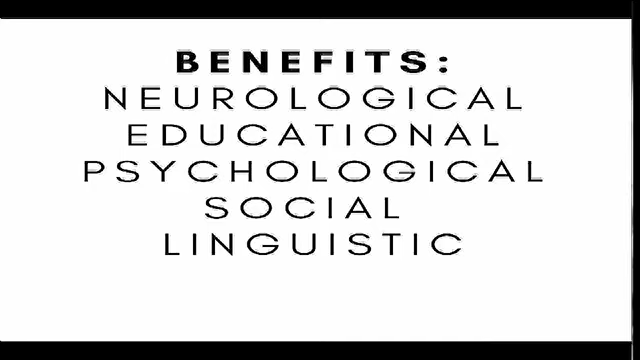 BENEFITS:
NEUROLOGICAL
EDUCATIONAL
PSYCHOLOGICAL
SOCIAL
LINGUISTIC